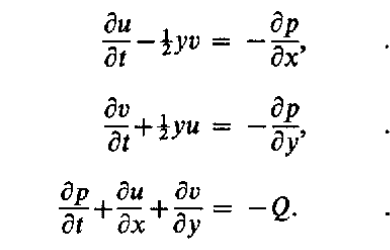 ∂u/∂t − ½yv = −∂p/∂x, .
∂v/∂t + ½yu = −∂p/∂y, .
∂p/∂t + ∂u/∂x + ∂v/∂y = −Q. .